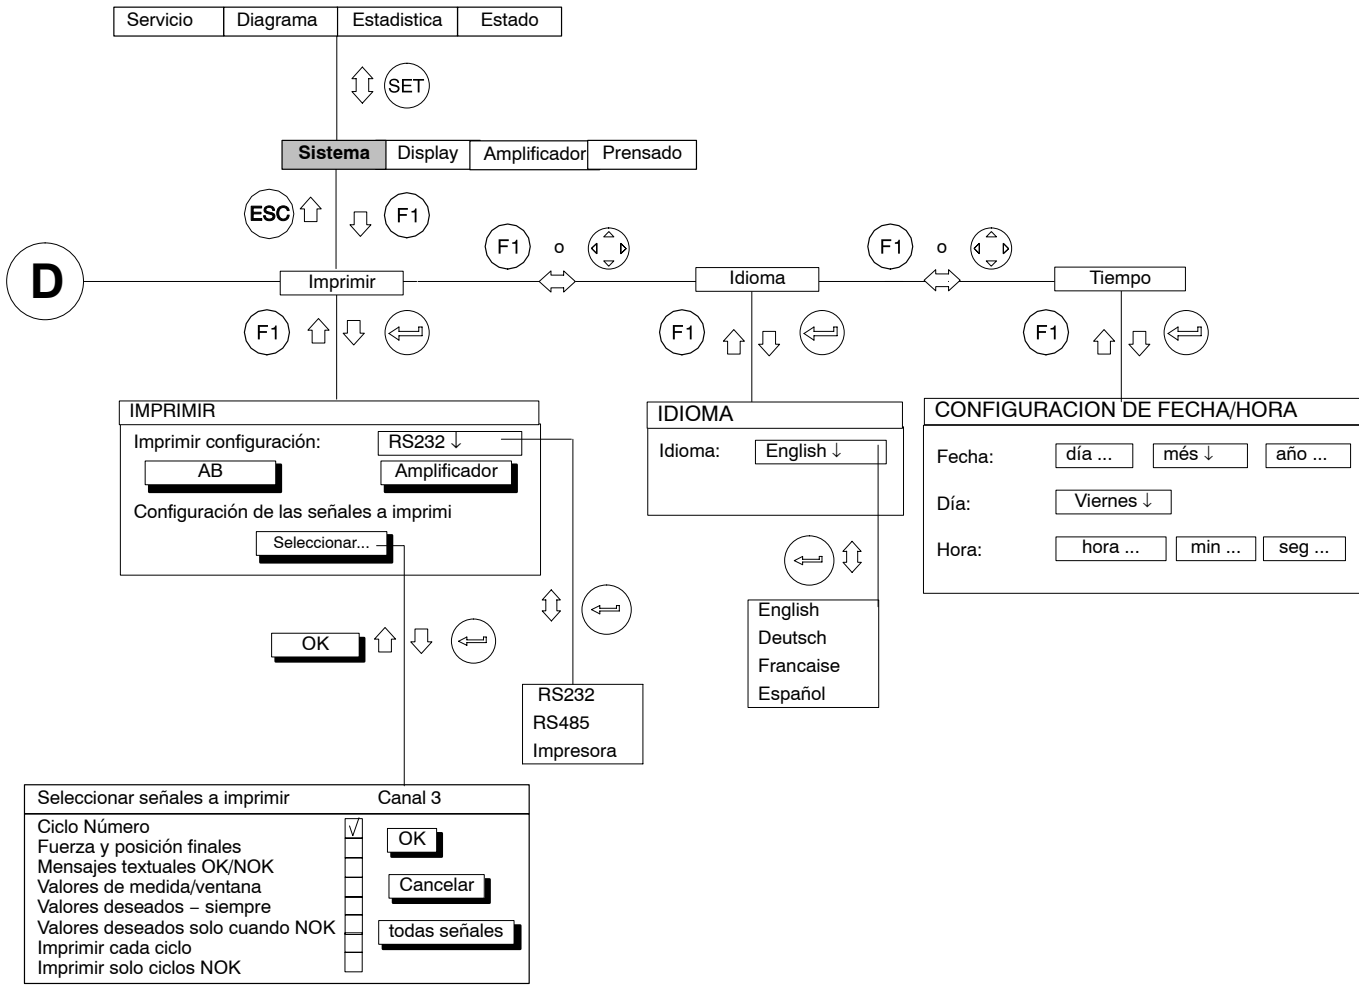 Servicio Diagrama Estadistica Estado
SET
Sistema Display Amplificador Prensado
ESC F1
F1 o F1 o
D Imprimir Idioma Tiempo
F1 F1 F1
IMPRIMIR
Imprimir configuración: RS232 ↓
AB Amplificador
Configuración de las señales a imprimi
Seleccionar...
IDIOMA
Idioma: English ↓
CONFIGURACION DE FECHA/HORA
Fecha: día ... més ↓ año ...
Día: Viernes ↓
Hora: hora ... min ... seg ...
OK
RS232
RS485
Impresora
English
Deutsch
Francaise
Español
Seleccionar señales a imprimir Canal 3
Ciclo Número √
Fuerza y posición finales
Mensajes textuales OK/NOK
Valores de medida/ventana
Valores deseados – siempre
Valores deseados solo cuando NOK
Imprimir cada ciclo
Imprimir solo ciclos NOK
OK
Cancelar
todas señales